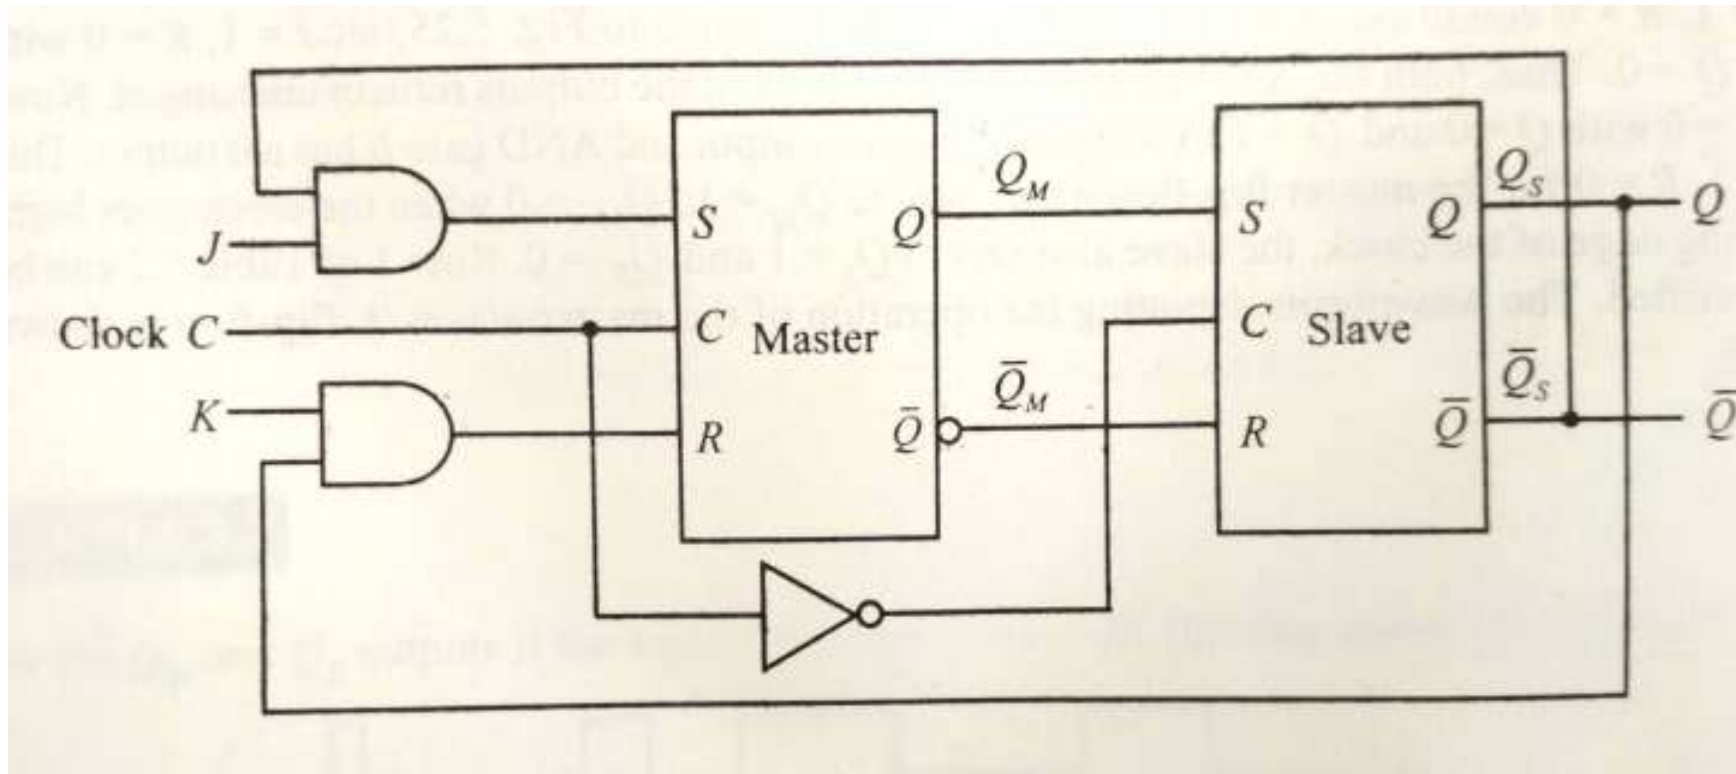 J
Clock C
K
S
C Master
R
Q
Q̄
Q_M
Q̄_M
S
C Slave
R
Q
Q̄
Q_S
Q̄_S
Q
Q̄